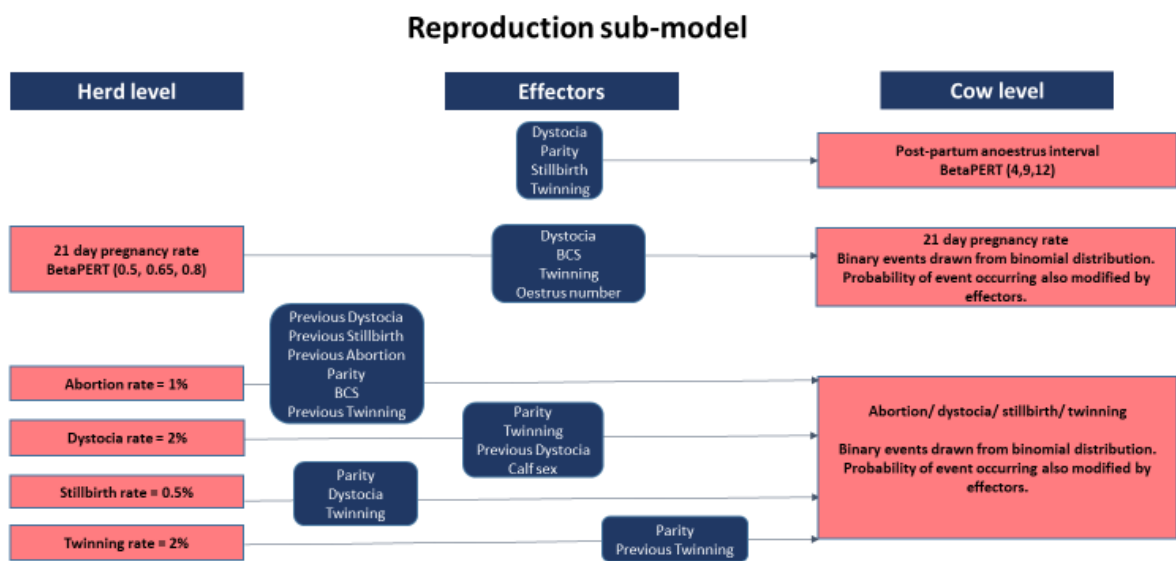 Reproduction sub-model
Herd level
Effectors
Cow level
Dystocia
Parity
Stillbirth
Twinning
Post-partum anoestrus interval
BetaPERT (4,9,12)
21 day pregnancy rate
BetaPERT (0.5, 0.65, 0.8)
Dystocia
BCS
Twinning
Oestrus number
21 day pregnancy rate
Binary events drawn from binomial distribution.
Probability of event occurring also modified by
effectors.
Abortion rate = 1%
Previous Dystocia
Previous Stillbirth
Previous Abortion
Parity
BCS
Previous Twinning
Dystocia rate = 2%
Parity
Twinning
Previous Dystocia
Calf sex
Stillbirth rate = 0.5%
Parity
Dystocia
Twinning
Twinning rate = 2%
Parity
Previous Twinning
Abortion/ dystocia/ stillbirth/ twinning
Binary events drawn from binomial distribution.
Probability of event occurring also modified by
effectors.